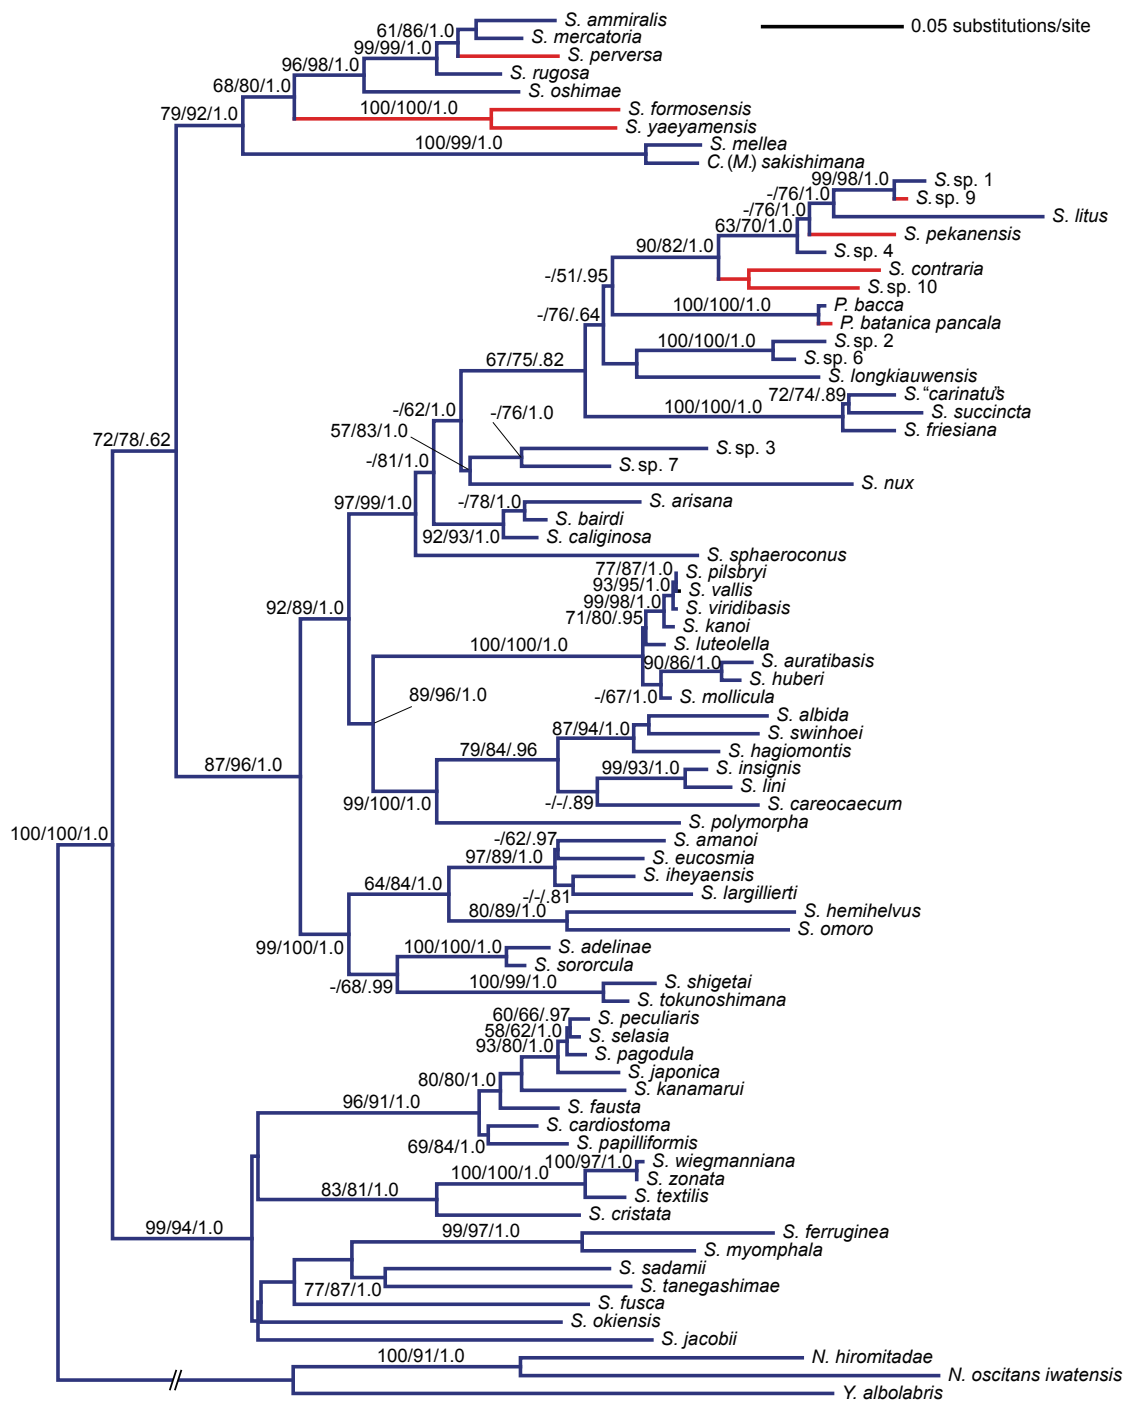 S. ammiralis
0.05 substitutions/site
61/86/1.0
S. mercatoria
99/99/1.0
S. perversa
96/98/1.0
S. rugosa
68/80/1.0
S. oshimae
100/100/1.0
S. formosensis
79/92/1.0
S. yaeyamensis
100/99/1.0
S. mellea
C. (M.) sakishimana
99/98/1.0
S. sp. 1
-/76/1.0
S. sp. 9
-/76/1.0
S. litus
63/70/1.0
S. pekanensis
90/82/1.0
S. sp. 4
-/51/.95
S. contraria
S. sp. 10
100/100/1.0
P. bacca
-/76/.64
P. batanica pancala
100/100/1.0
S. sp. 2
67/75/.82
S. sp. 6
S. longkiauwensis
72/74/.89
S. "carinatus"
-/62/1.0
-/76/1.0
100/100/1.0
S. succincta
57/83/1.0
S. friesiana
72/78/.62
S. sp. 3
-/81/1.0
S. sp. 7
S. nux
97/99/1.0
-/78/1.0
S. arisana
S. bairdi
92/93/1.0
S. caliginosa
S. sphaeroconus
77/87/1.0
S. pilsbryi
93/95/1.0
S. vallis
92/89/1.0
99/98/1.0
S. viridibasis
71/80/.95
S. kanoi
100/100/1.0
S. luteolella
90/86/1.0
S. auratibasis
S. huberi
89/96/1.0
-/67/1.0
S. mollicula
S. albida
87/94/1.0
S. swinhoei
79/84/.96
S. hagiomontis
87/96/1.0
99/93/1.0
S. insignis
S. lini
99/100/1.0
-/-/.89
S. careocaecum
S. polymorpha
100/100/1.0
-/62/.97
S. amanoi
97/89/1.0
S. eucosmia
64/84/1.0
S. iheyaensis
-/-/.81
S. largillierti
80/89/1.0
S. hemihelvus
S. omoro
99/100/1.0
100/100/1.0
S. adelinae
S. sororcula
-/68/.99
100/99/1.0
S. shigetai
S. tokunoshimana
60/66/.97
S. peculiaris
58/62/1.0
S. selasia
93/80/1.0
S. pagodula
S. japonica
80/80/1.0
S. kanamarui
96/91/1.0
S. fausta
S. cardiostoma
69/84/1.0
S. papilliformis
100/97/1.0
S. wiegmanniana
100/100/1.0
S. zonata
83/81/1.0
S. textilis
S. cristata
99/94/1.0
99/97/1.0
S. ferruginea
S. myomphala
S. sadamii
77/87/1.0
S. tanegashimae
S. fusca
S. okiensis
S. jacobii
100/91/1.0
N. hiromitadae
N. oscitans iwatensis
Y. albolabris